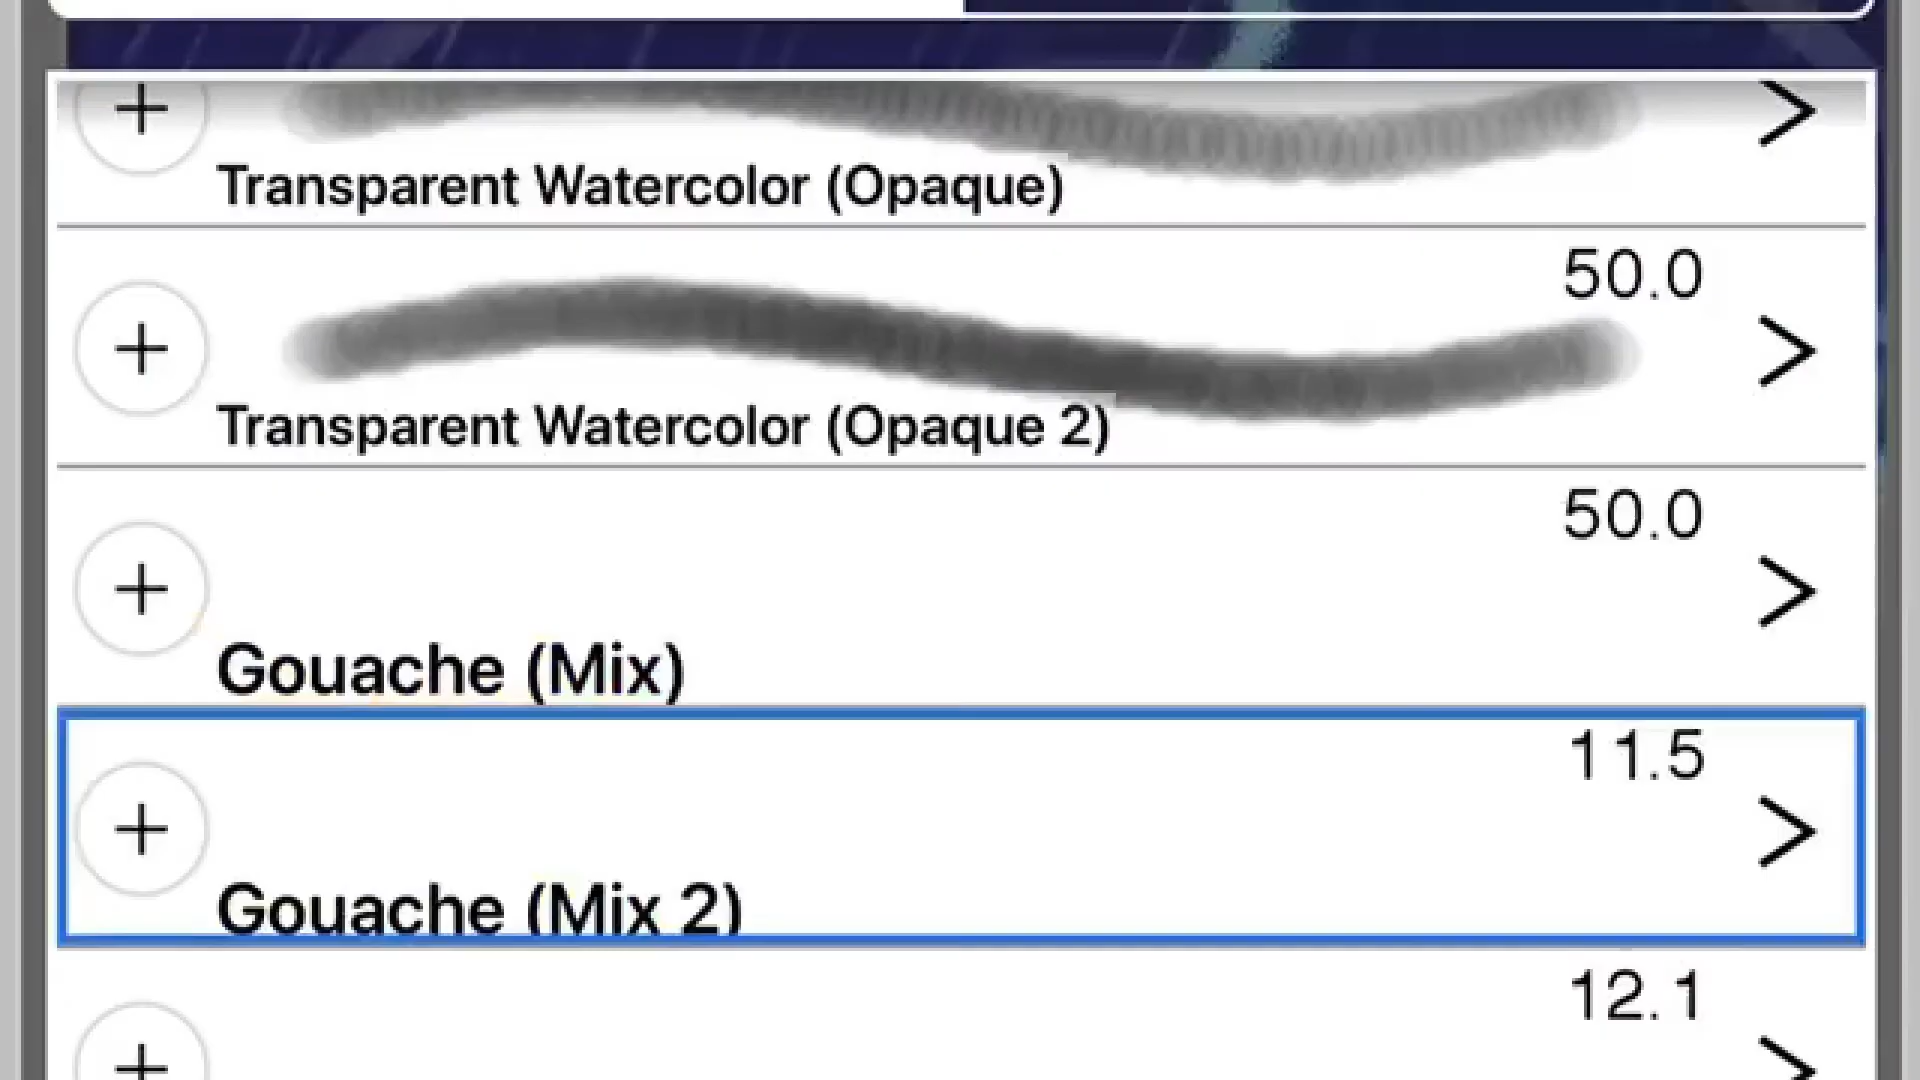 Transparent Watercolor (Opaque)
50.0
Transparent Watercolor (Opaque 2)
50.0
Gouache (Mix)
11.5
Gouache (Mix 2)
12.1